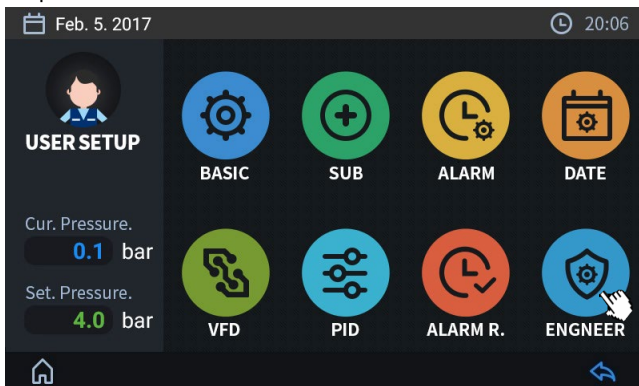 Feb. 5. 2017
20:06
USER SETUP
BASIC
SUB
ALARM
DATE
Cur. Pressure.
0.1 bar
Set. Pressure.
4.0 bar
VFD
PID
ALARM R.
ENGNEER